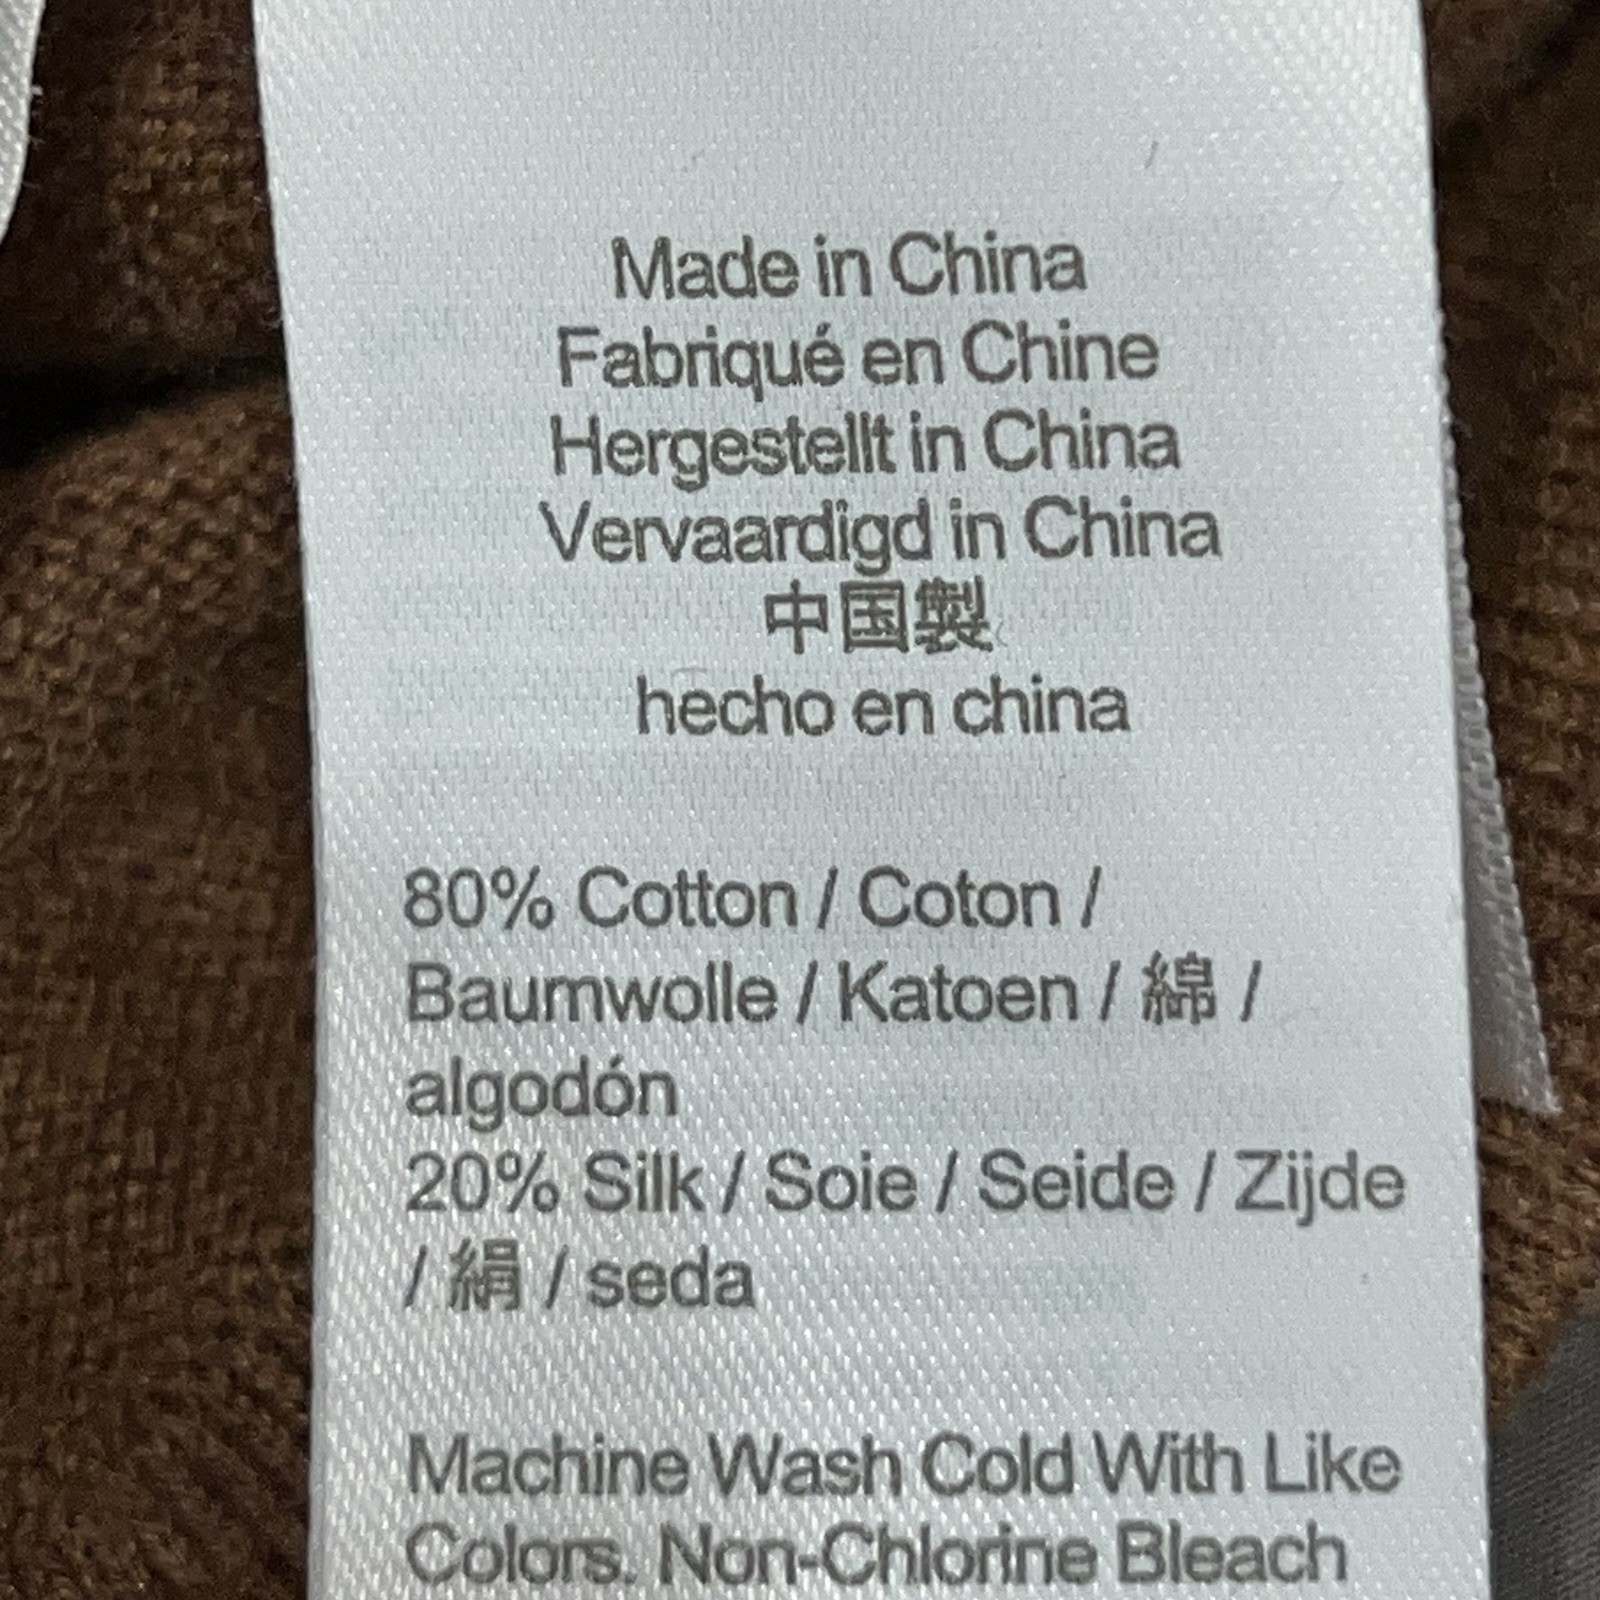 Made in China
Fabriqué en Chine
Hergestellt in China
Vervaardigd in China
中国製
hecho en china
80% Cotton / Coton /
Baumwolle / Katoen / 綿 /
algodón
20% Silk / Soie / Seide / Zijde
/ 絹 / seda
Machine Wash Cold With Like
Colors. Non-Chlorine Bleach